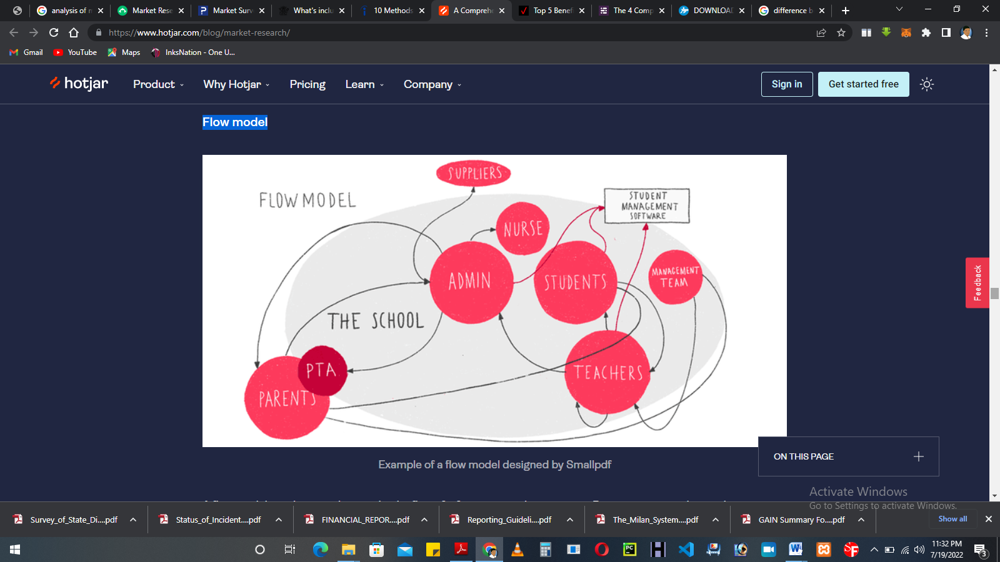 analysis of m
Market Rese
Market Surv
What's inclu
10 Methods
A Comprehe
Top 5 Benef
The 4 Comp
DOWNLOAD
difference b
https://www.hotjar.com/blog/market-research/
Gmail
YouTube
Maps
InksNation - One U...
hotjar
Product
Why Hotjar
Pricing
Learn
Company
Sign in
Get started free
Flow model
SUPPLIERS
FLOW MODEL
STUDENT
MANAGEMENT
SOFTWARE
NURSE
ADMIN
STUDENTS
MANAGEMENT
TEAM
THE SCHOOL
PTA
PARENTS
TEACHERS
Feedback
Example of a flow model designed by Smallpdf
ON THIS PAGE
Activate Windows
Go to Settings to activate Windows.
Survey_of_State_Di....pdf
Status_of_Incident....pdf
FINANCIAL_REPOR....pdf
Reporting_Guideli....pdf
The_Milan_System....pdf
GAIN Summary Fo....pdf
Show all
11:32 PM
7/19/2022
3